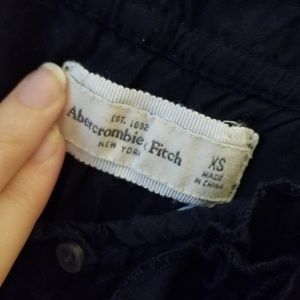 EST. 1892
Abercrombie & Fitch
NEW YORK
XS
MADE
IN CHINA